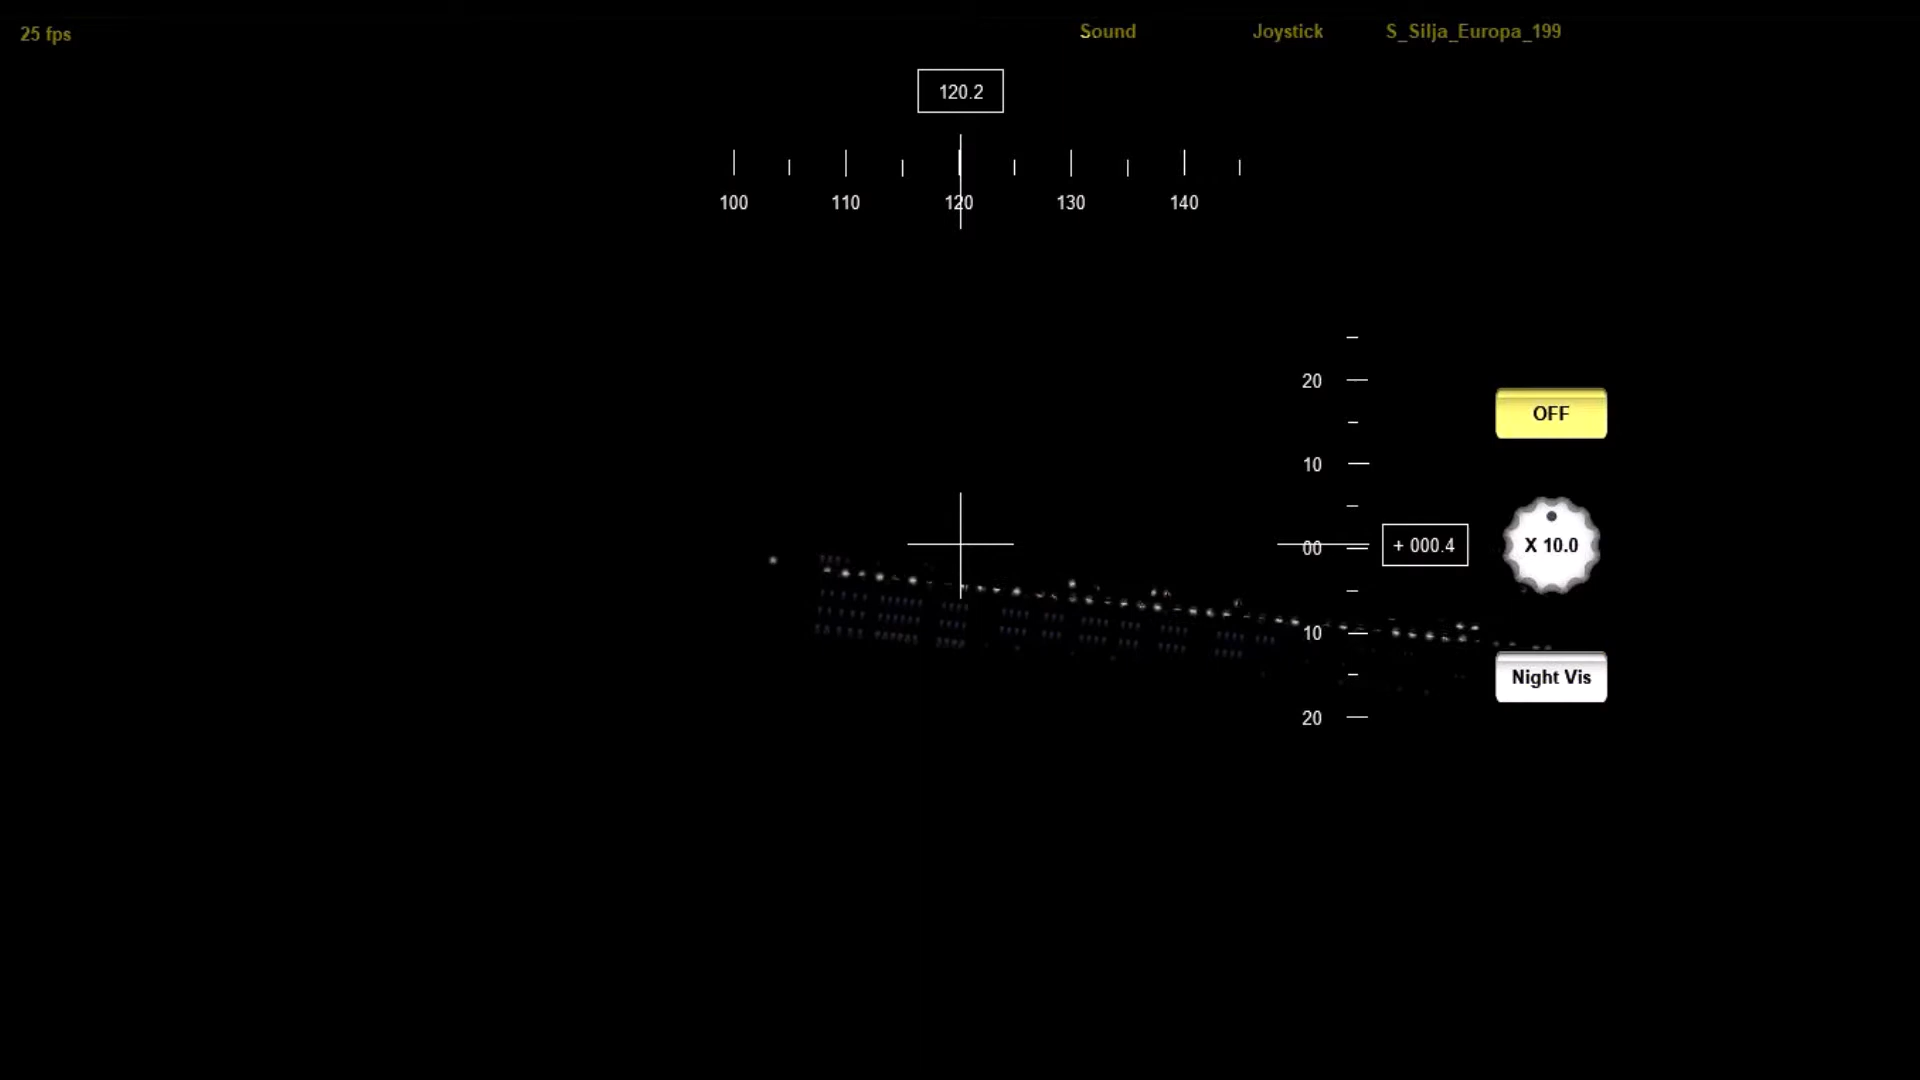 25 fps
Sound Joystick S_Silja_Europa_199
120.2
100 110 120 130 140
20
OFF
10
00 + 000.4 X 10.0
10
Night Vis
20